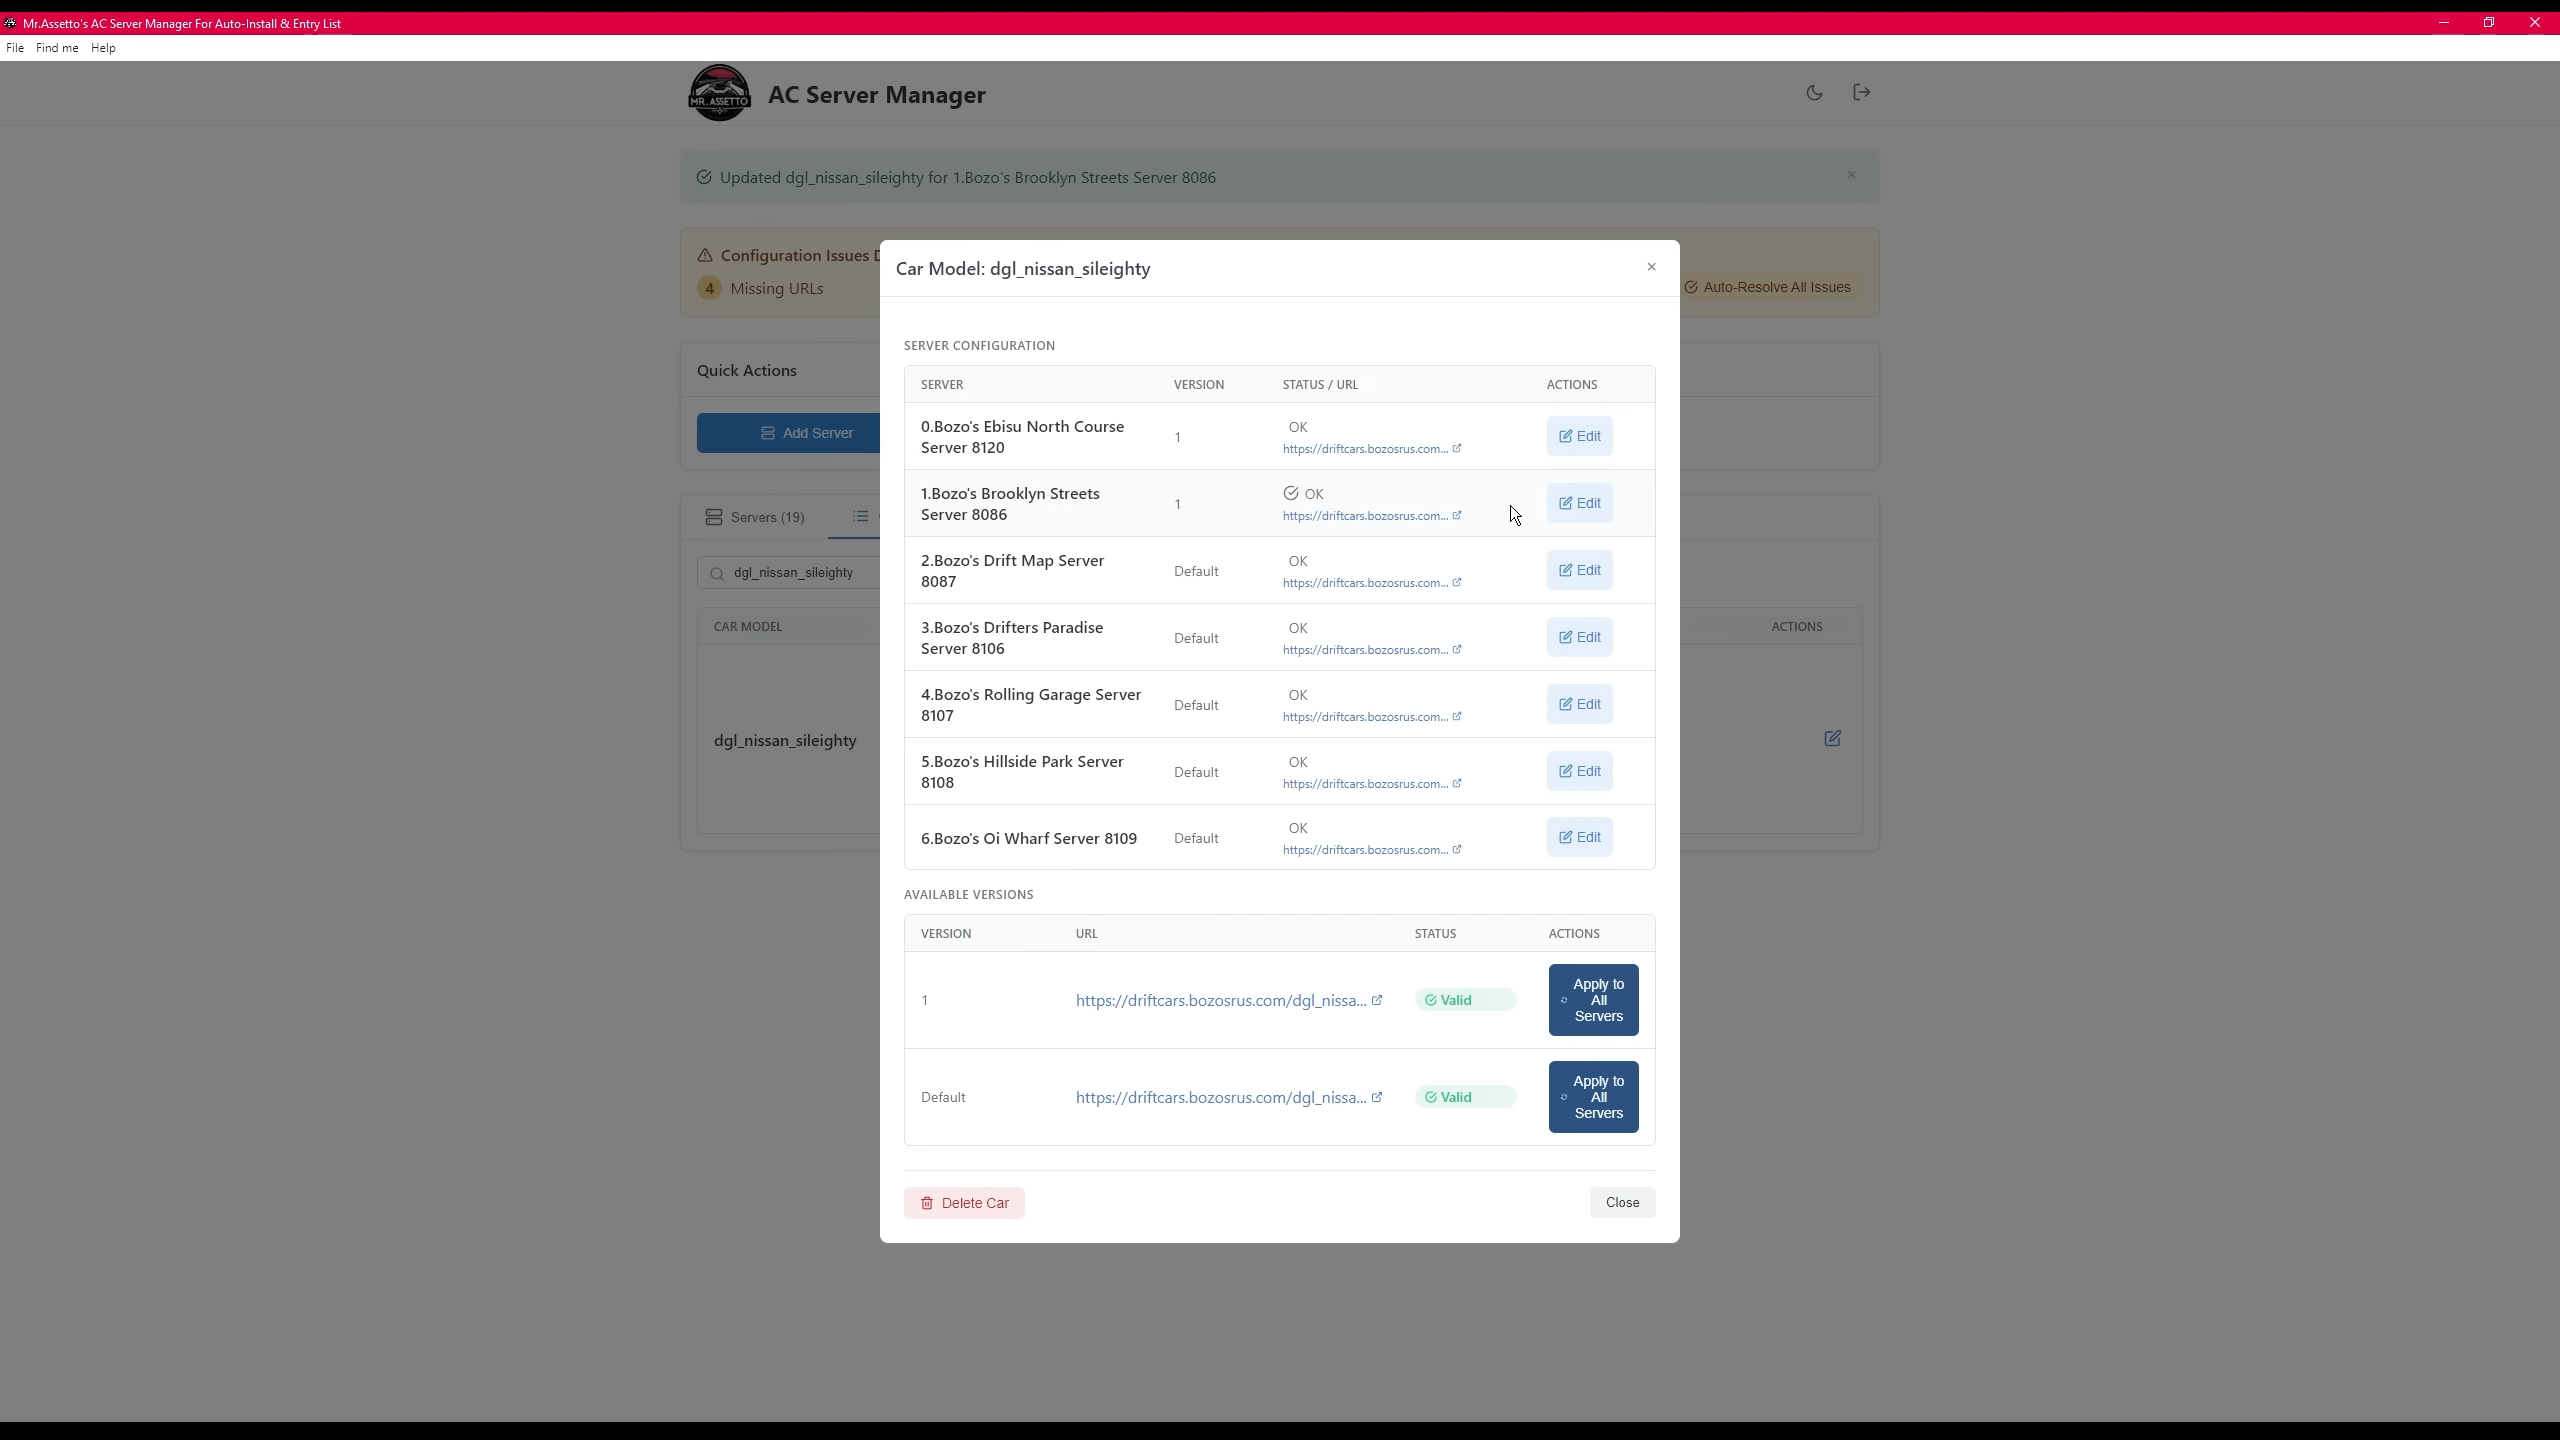 Mr.Assetto's AC Server Manager For Auto-Install & Entry List
File Find me Help
MR. ASSETTO
AC Server Manager
Updated dgl_nissan_sileighty for 1.Bozo's Brooklyn Streets Server 8086
Configuration Issues
4 Missing URLs
Auto-Resolve All Issues
Quick Actions
Add Server
Servers (19)
dgl_nissan_sileighty
CAR MODEL
ACTIONS
dgl_nissan_sileighty
Car Model: dgl_nissan_sileighty
SERVER CONFIGURATION
SERVER VERSION STATUS / URL ACTIONS
0.Bozo's Ebisu North Course
Server 8120
1
OK
https://driftcars.bozosrus.com...
Edit
1.Bozo's Brooklyn Streets
Server 8086
1
OK
https://driftcars.bozosrus.com...
Edit
2.Bozo's Drift Map Server
8087
Default
OK
https://driftcars.bozosrus.com...
Edit
3.Bozo's Drifters Paradise
Server 8106
Default
OK
https://driftcars.bozosrus.com...
Edit
4.Bozo's Rolling Garage Server
8107
Default
OK
https://driftcars.bozosrus.com...
Edit
5.Bozo's Hillside Park Server
8108
Default
OK
https://driftcars.bozosrus.com...
Edit
6.Bozo's Oi Wharf Server 8109
Default
OK
https://driftcars.bozosrus.com...
Edit
AVAILABLE VERSIONS
VERSION URL STATUS ACTIONS
1
https://driftcars.bozosrus.com/dgl_nissa...
Valid
Apply to
All
Servers
Default
https://driftcars.bozosrus.com/dgl_nissa...
Valid
Apply to
All
Servers
Delete Car
Close